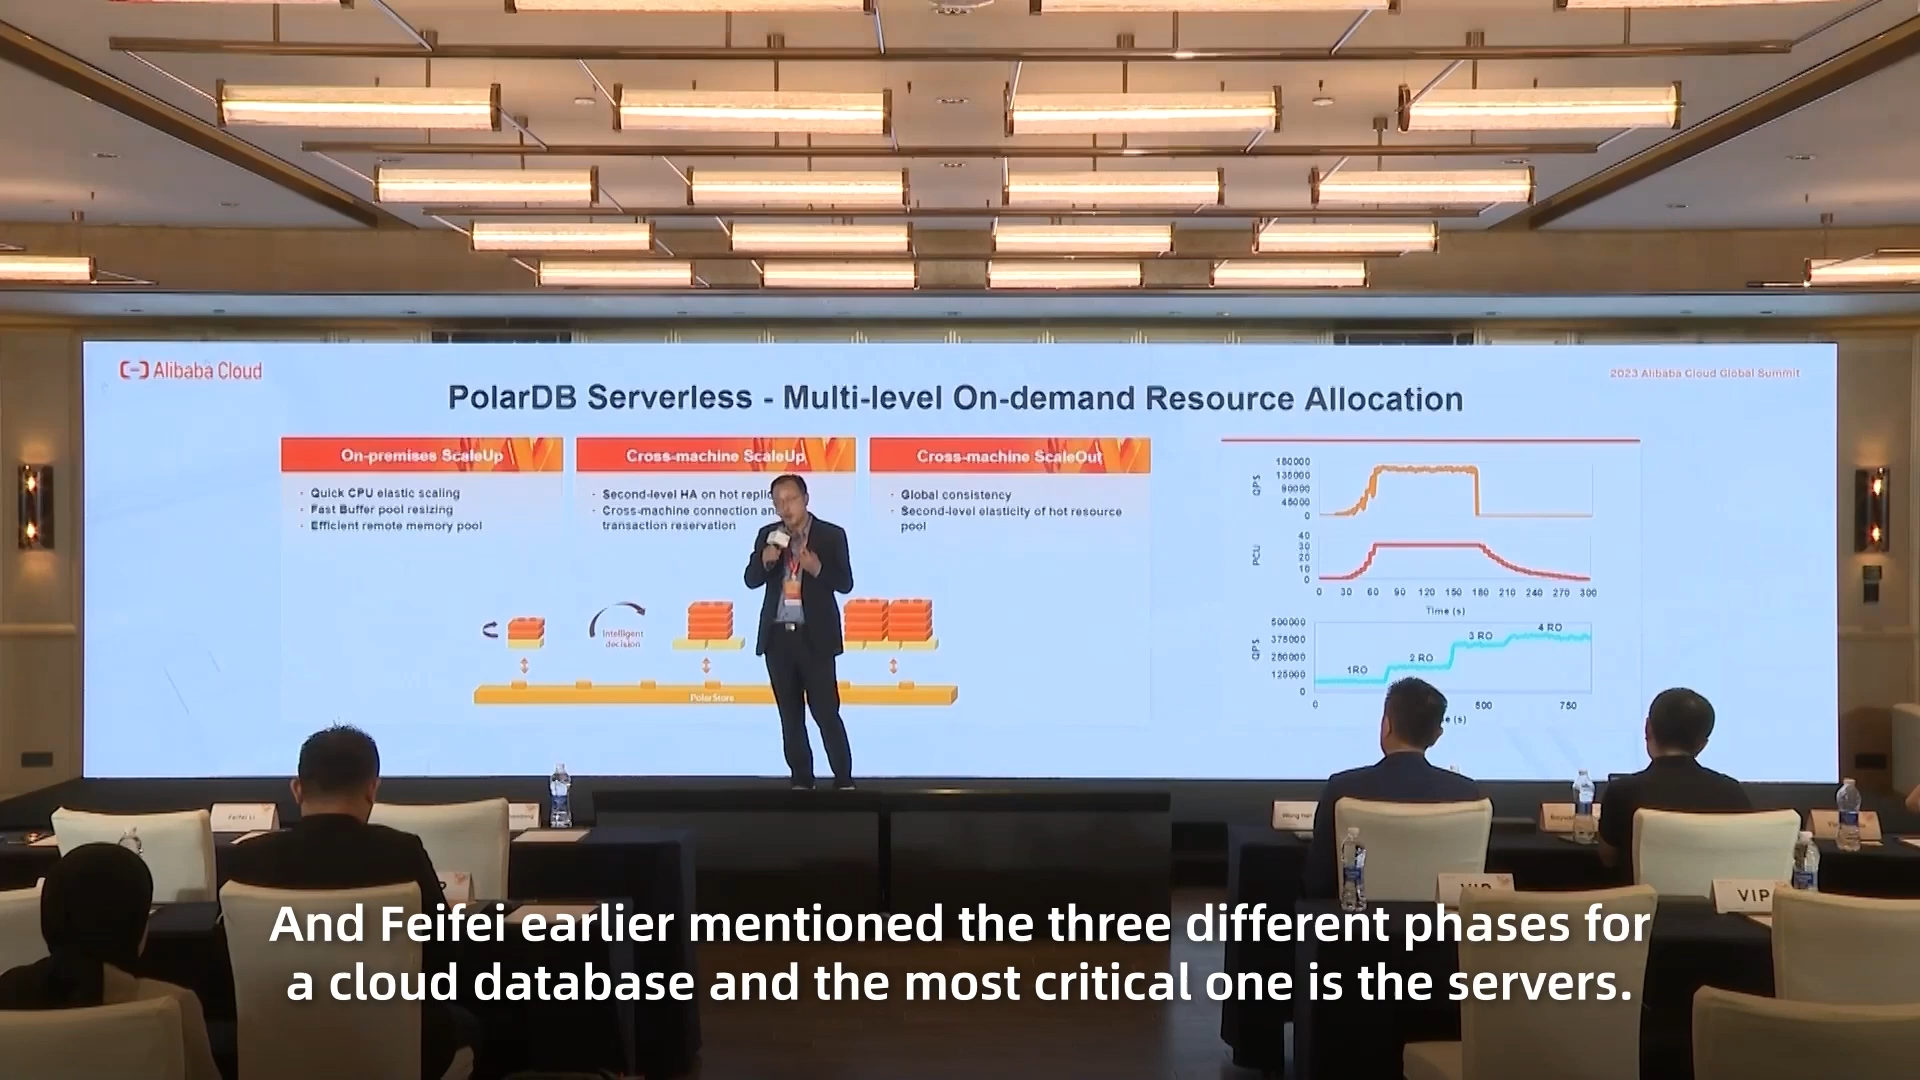 Alibaba Cloud
2023 Alibaba Cloud Global Summit
PolarDB Serverless - Multi-level On-demand Resource Allocation
On-premises ScaleUp
· Quick CPU elastic scaling
· Fast Buffer pool resizing
· Efficient remote memory pool
Cross-machine ScaleUp
· Second-level HA on hot
· Cross-machine connection
transaction reservation
Cross-machine ScaleOut
· Global consistency
· Second-level elasticity of hot resource
pool
Intelligent
decision
PolarStore
QPS
180000
135000
90000
45000
0
PCU
40
30
20
10
0
0 30 60 90 120 150 180 210 240 270 300
Time (s)
QPS
500000
375000
250000
125000
0
1RO
2 RO
3 RO
4 RO
0 500 750
(s)
Feifei Li
Wang
VIP
VIP
And Feifei earlier mentioned the three different phases for
a cloud database and the most critical one is the servers.